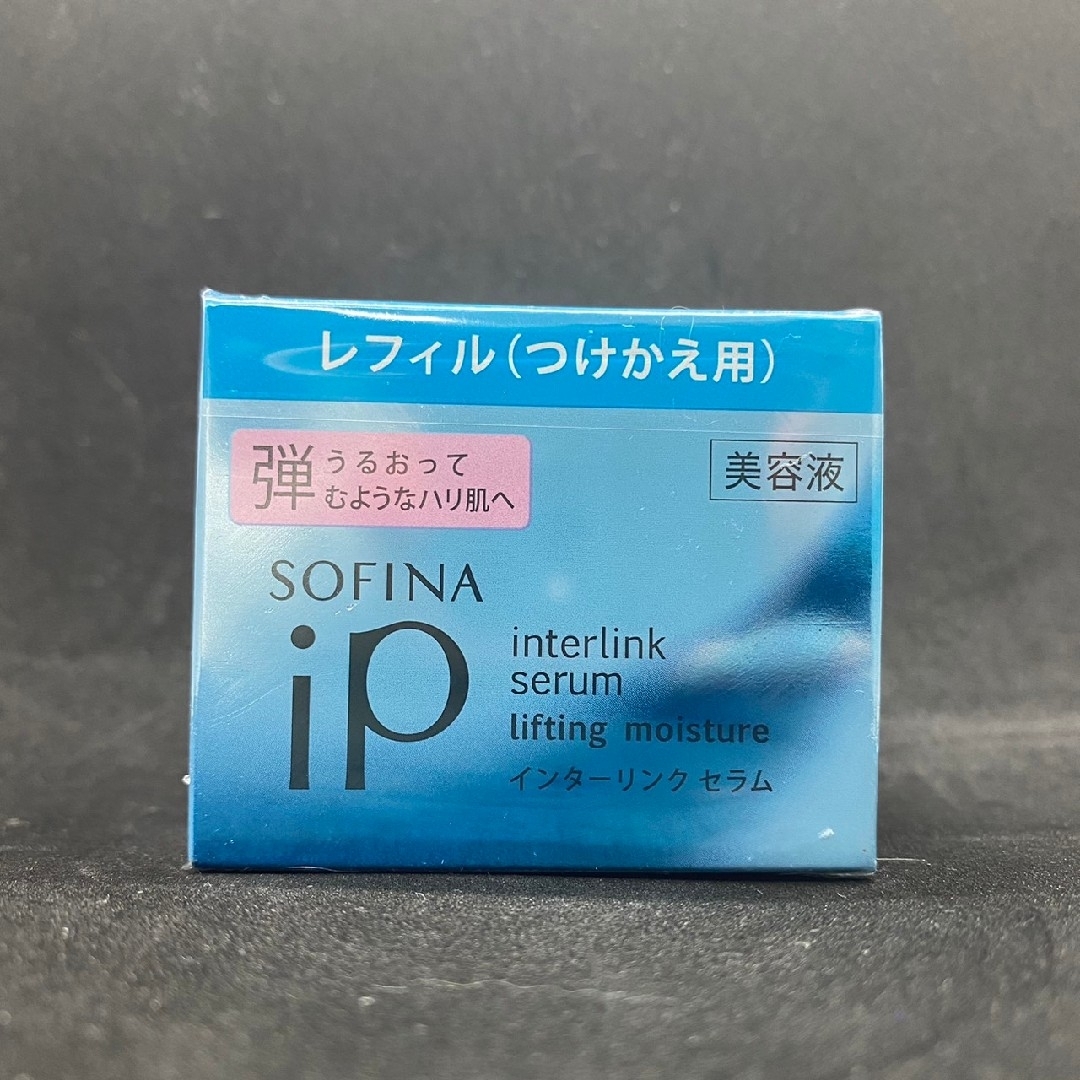 レフィル（つけかえ用）
弾うるおって
むようなハリ肌へ
美容液
SOFINA
iP
interlink
serum
lifting moisture
インターリンク セラム